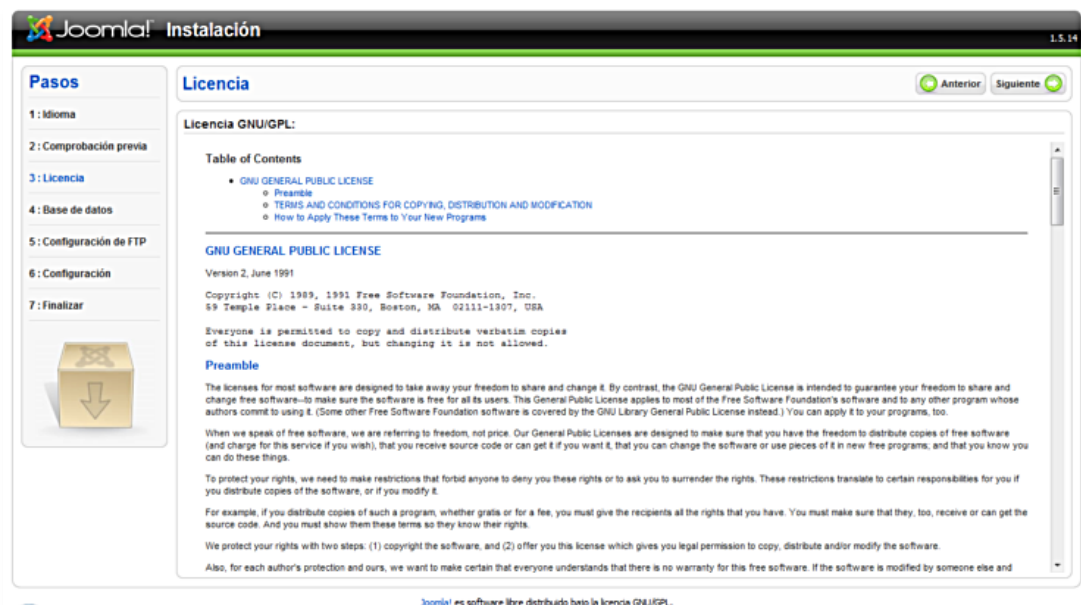 Joomla! Instalación
1.5.14
Pasos
1 : Idioma
2 : Comprobación previa
3 : Licencia
4 : Base de datos
5 : Configuración de FTP
6 : Configuración
7 : Finalizar
Licencia
Anterior
Siguiente
Licencia GNU/GPL:
Table of Contents
GNU GENERAL PUBLIC LICENSE
Preamble
TERMS AND CONDITIONS FOR COPYING, DISTRIBUTION AND MODIFICATION
How to Apply These Terms to Your New Programs
GNU GENERAL PUBLIC LICENSE
Version 2, June 1991
Copyright (C) 1989, 1991 Free Software Foundation, Inc.
59 Temple Place - Suite 330, Boston, MA 02111-1307, USA
Everyone is permitted to copy and distribute verbatim copies
of this license document, but changing it is not allowed.
Preamble
The licenses for most software are designed to take away your freedom to share and change it. By contrast, the GNU General Public License is intended to guarantee your freedom to share and
change free software--to make sure the software is free for all its users. This General Public License applies to most of the Free Software Foundation's software and to any other program whose
authors commit to using it. (Some other Free Software Foundation software is covered by the GNU Library General Public License instead.) You can apply it to your programs, too.
When we speak of free software, we are referring to freedom, not price. Our General Public Licenses are designed to make sure that you have the freedom to distribute copies of free software
(and charge for this service if you wish), that you receive source code or can get it if you want it, that you can change the software or use pieces of it in new free programs; and that you know you
can do these things.
To protect your rights, we need to make restrictions that forbid anyone to deny you these rights or to ask you to surrender the rights. These restrictions translate to certain responsibilities for you if
you distribute copies of the software, or if you modify it.
For example, if you distribute copies of such a program, whether gratis or for a fee, you must give the recipients all the rights that you have. You must make sure that they, too, receive or can get the
source code. And you must show them these terms so they know their rights.
We protect your rights with two steps: (1) copyright the software, and (2) offer you this license which gives you legal permission to copy, distribute and/or modify the software.
Also, for each author's protection and ours, we want to make certain that everyone understands that there is no warranty for this free software. If the software is modified by someone else and
Joomla! es software libre distribuido bajo la licencia GNU/GPL.